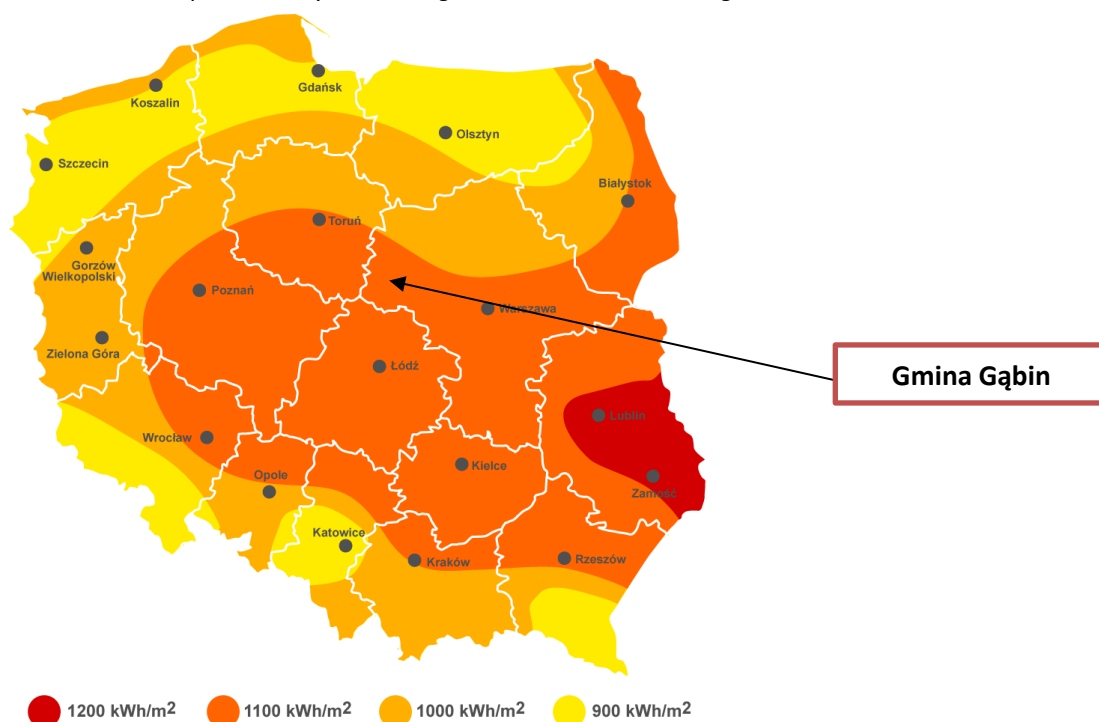 Gdańsk
Koszalin
Olsztyn
Szczecin
Białystok
Toruń
Gorzów
Wielkopolski
Poznań
Warszawa
Zielona Góra
Łódź
Gmina Gąbin
Lublin
Wrocław
Kielce
Opole
Zamość
Katowice
Kraków
Rzeszów
1200 kWh/m2 1100 kWh/m2 1000 kWh/m2 900 kWh/m2